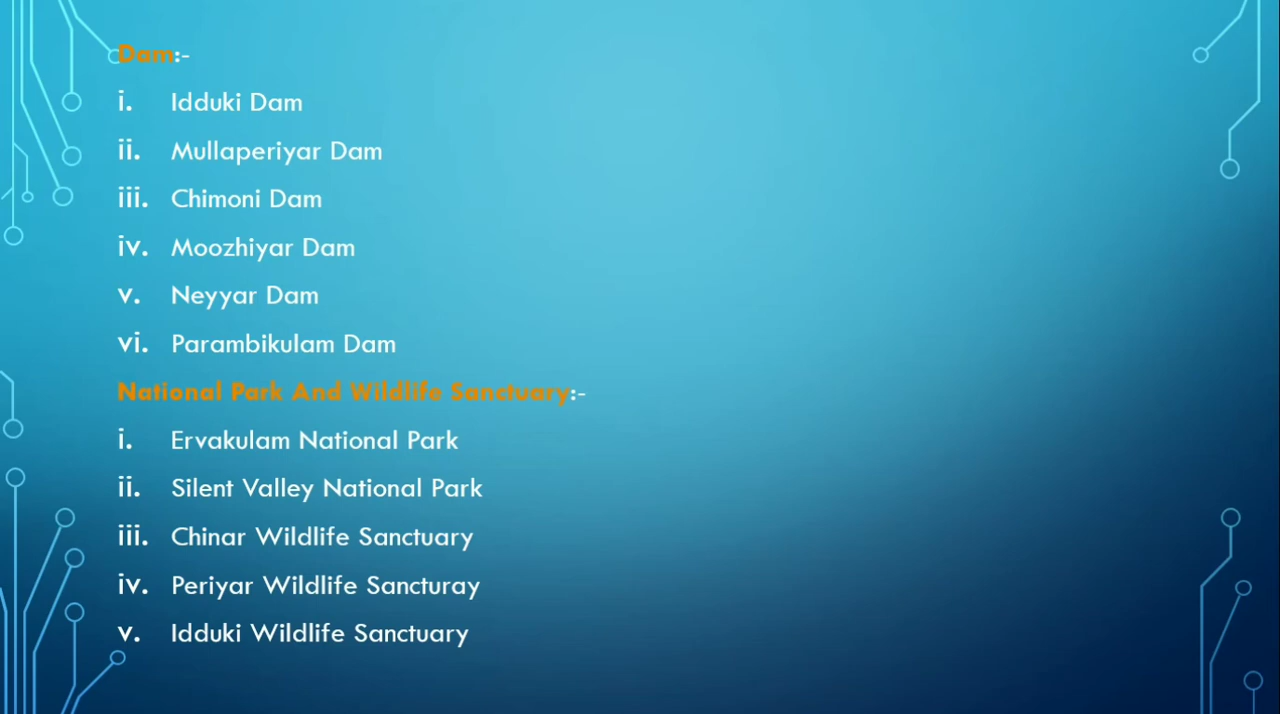 Dam:-
i. Idduki Dam
ii. Mullaperiyar Dam
iii. Chimoni Dam
iv. Moozhiyar Dam
v. Neyyar Dam
vi. Parambikulam Dam
National Park And Wildlife Sanctuary:-
i. Ervakulam National Park
ii. Silent Valley National Park
iii. Chinar Wildlife Sanctuary
iv. Periyar Wildlife Sancturay
v. Idduki Wildlife Sanctuary